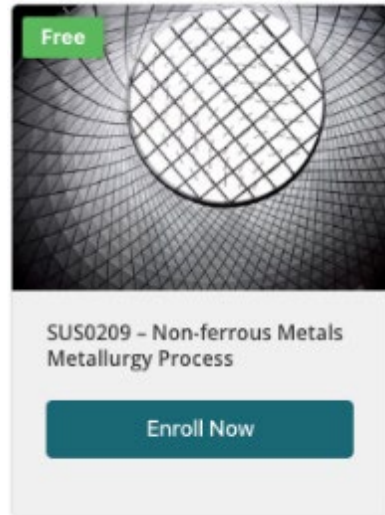 Free
SUS0209 – Non-ferrous Metals
Metallurgy Process
Enroll Now